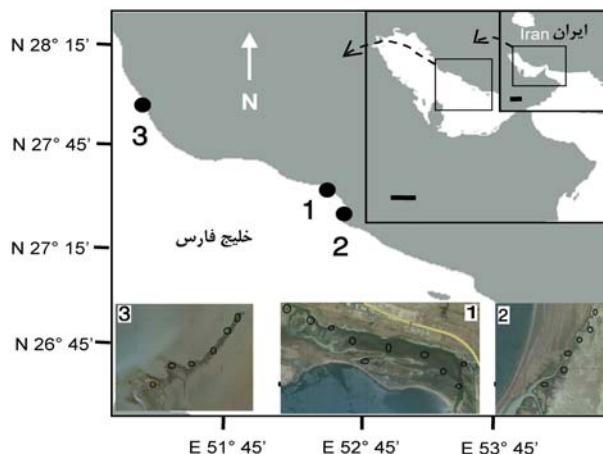 N 28° 15'
N 27° 45'
N 27° 15'
N 26° 45'
N
Iran ایران
3
1
2
خلیج فارس
3
1
2
E 51° 45'
E 52° 45'
E 53° 45'